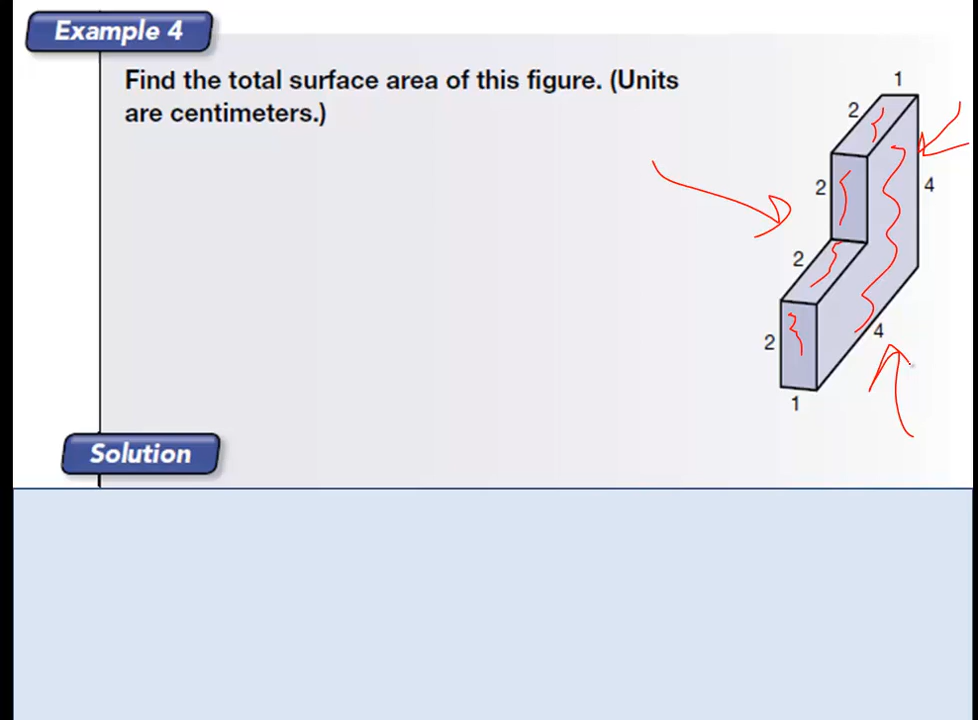 Example 4
Find the total surface area of this figure. (Units
are centimeters.)
1
2
2
4
2
2
4
1
Solution